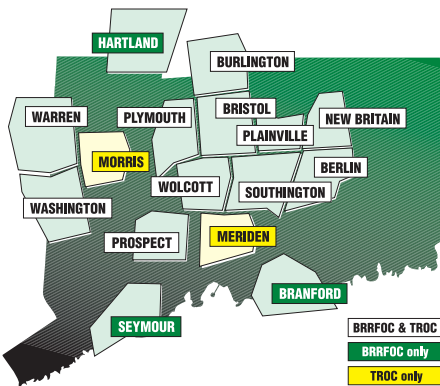 HARTLAND
BURLINGTON
WARREN
PLYMOUTH
BRISTOL
NEW BRITAIN
PLAINVILLE
MORRIS
BERLIN
WOLCOTT
SOUTHINGTON
WASHINGTON
PROSPECT
MERIDEN
BRANFORD
SEYMOUR
BRRFOC & TROC
BRRFOC only
TROC only